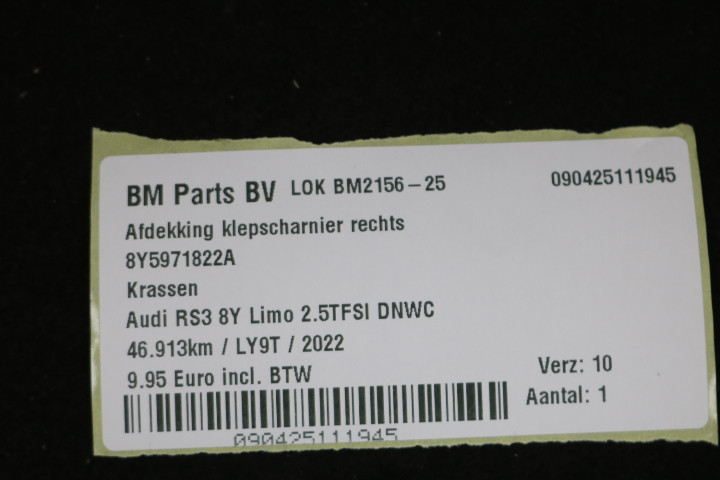 BM Parts BV LOK BM2156-25 090425111945
Afdekking klepscharnier rechts
8Y5971822A
Krassen
Audi RS3 8Y Limo 2.5TFSI DNWC
46.913km / LY9T / 2022
9.95 Euro incl. BTW Verz: 10
Aantal: 1
090425111945